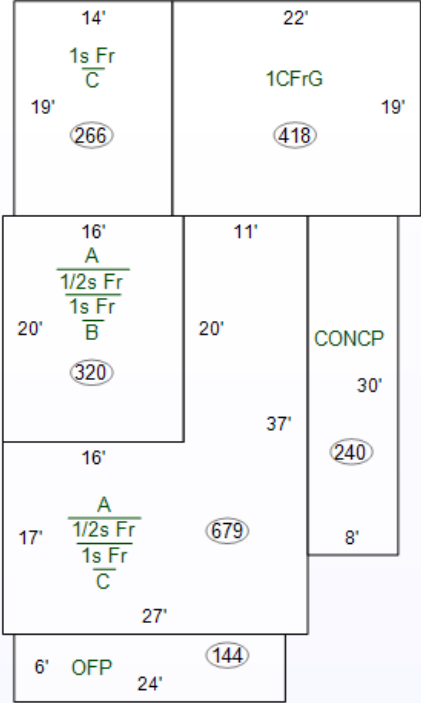 14'
22'
1s Fr
C
1CFrG
19'
19'
266
418
16'
11'
A
1/2s Fr
1s Fr
B
20'
20'
CONCP
320
30'
37'
240
16'
A
1/2s Fr
1s Fr
C
17'
679
8'
27'
144
6'
OFP
24'